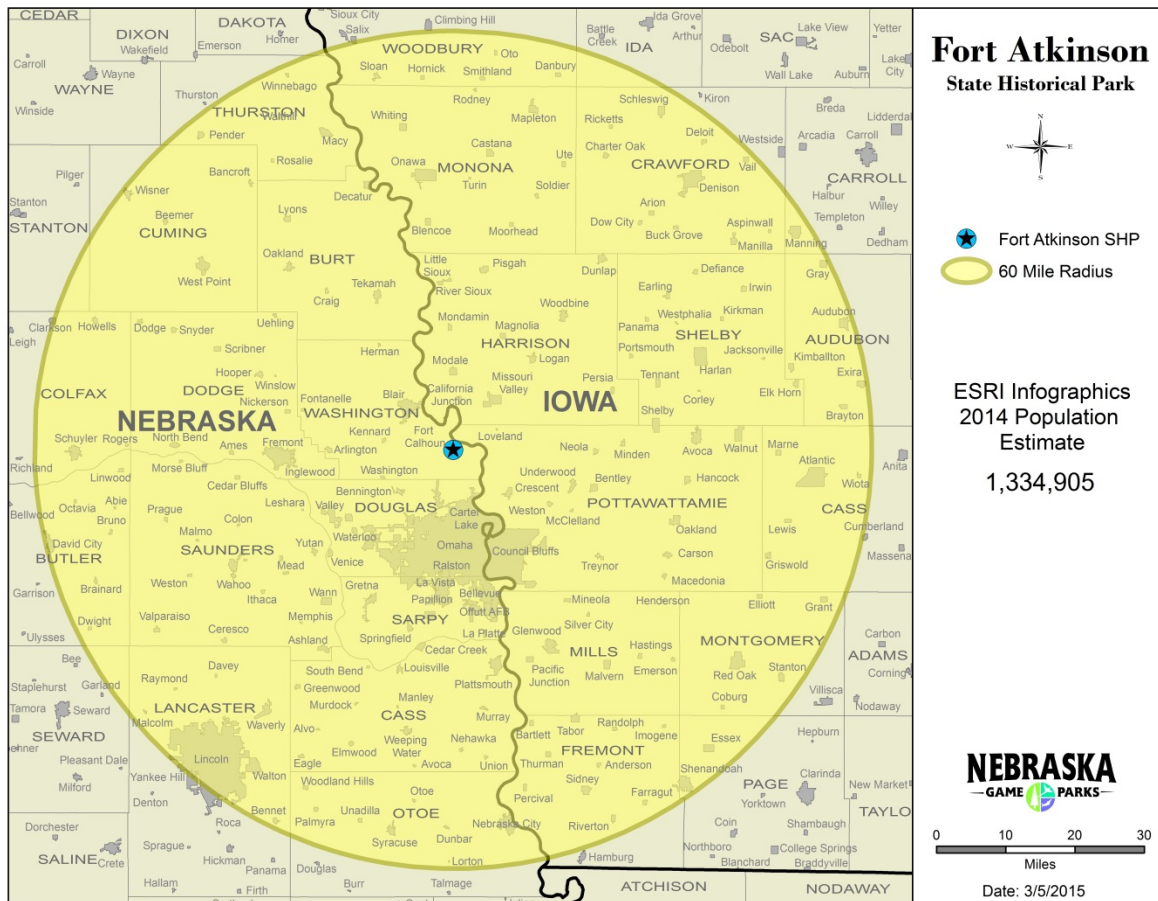 CEDAR
DIXON
DAKOTA
Sioux City
Salix
Climbing Hill
Battle
Creek
Ida Grove
Arthur
Odebolt
SAC
Lake View
Yetter
Lake
City
Carroll
Wakefield
Emerson
Homer
WOODBURY
Oto
IDA
Wall Lake
Auburn
Wayne
WAYNE
Sloan
Hornick
Smithland
Danbury
Winside
Thurston
Winnebago
THURSTON
Walthill
Rodney
Mapleton
Schleswig
Kiron
Breda
Lidderdal
Pender
Macy
Whiting
Ricketts
Deloit
Westside
Arcadia
Carroll
Castana
Charter Oak
Rosalie
Onawa
MONONA
Ute
CRAWFORD
Vail
CARROLL
Pilger
Bancroft
Turin
Soldier
Denison
Halbur
Willey
Stanton
STANTON
Wisner
Decatur
Arion
Templeton
Beemer
Lyons
Dow City
Aspinwall
Dedham
CUMING
Blencoe
Moorhead
Buck Grove
Manilla
Manning
Oakland
BURT
Little
Sioux
Pisgah
Dunlap
Defiance
Gray
West Point
Tekamah
River Sioux
Earling
Irwin
Craig
Woodbine
Kirkman
Audubon
Clarkson
Howells
Dodge
Snyder
Uehling
Mondamin
Magnolia
Westphalia
Panama
AUDUBON
Leigh
Scribner
Herman
HARRISON
Portsmouth
SHELBY
Jacksonville
Kimballton
Hooper
Modale
Logan
Harlan
Exira
COLFAX
DODGE
Winslow
Blair
California
Junction
Missouri
Valley
Persia
Tennant
Elk Horn
Nickerson
Fontanelle
IOWA
Corley
NEBRASKA
WASHINGTON
Shelby
Brayton
Schuyler
Rogers
North Bend
Ames
Fremont
Kennard
Fort
Calhoun
Loveland
Neola
Minden
Avoca
Walnut
Marne
Arlington
Atlantic
Anita
Richland
Morse Bluff
Inglewood
Washington
Underwood
Linwood
Cedar Bluffs
Bennington
Crescent
Bentley
Hancock
Wiota
Octavia
Abie
Prague
Leshara
Valley
DOUGLAS
Carter
Lake
Weston
POTTAWATTAMIE
CASS
Bellwood
Bruno
Colon
McClelland
Oakland
Lewis
Cumberland
David City
Malmo
Yutan
Waterloo
Omaha
Council Bluffs
BUTLER
SAUNDERS
Mead
Venice
Ralston
Treynor
Carson
Massena
Griswold
Garrison
Brainard
Weston
Wahoo
Gretna
La Vista
Macedonia
Ithaca
Wann
Papillion
Bellevue
Mineola
Henderson
Elliott
Grant
Dwight
Valparaiso
Memphis
Offutt AFB
Silver City
Ulysses
Ceresco
SARPY
La Platte
Glenwood
MONTGOMERY
Carbon
Bee
Ashland
Springfield
Cedar Creek
MILLS
Hastings
ADAMS
Davey
South Bend
Louisville
Pacific
Junction
Malvern
Emerson
Red Oak
Stanton
Corning
Staplehurst
Garland
Raymond
Greenwood
Plattsmouth
Coburg
Villisca
Tamora
Seward
LANCASTER
Murdock
Manley
Nodaway
SEWARD
Malcolm
Waverly
Alvo
CASS
Murray
Bartlett
Tabor
Randolph
Imogene
Hepburn
Weeping
Water
Nehawka
FREMONT
Essex
Pleasant Dale
Lincoln
Elmwood
Avoca
Union
Thurman
Anderson
Shenandoah
Eagle
Yankee Hill
Walton
Woodland Hills
Sidney
PAGE
Clarinda
New Market
Milford
Otoe
Percival
Farragut
Yorktown
Denton
Bennet
Palmyra
Unadilla
OTOE
TAYLO
Roca
Nebraska City
Riverton
Coin
Shambaugh
Dorchester
Sprague
Syracuse
Dunbar
Northboro
College Springs
SALINE
Crete
Hickman
Panama
Douglas
Lorton
Hamburg
Blanchard
Braddyville
Hallam
Firth
Burr
Talmage
ATCHISON
NODAWAY
Fort Atkinson
State Historical Park
N
W
E
S
Fort Atkinson SHP
60 Mile Radius
ESRI Infographics
2014 Population
Estimate
1,334,905
NEBRASKA
GAME PARKS
0 10 20 30
Miles
Date: 3/5/2015